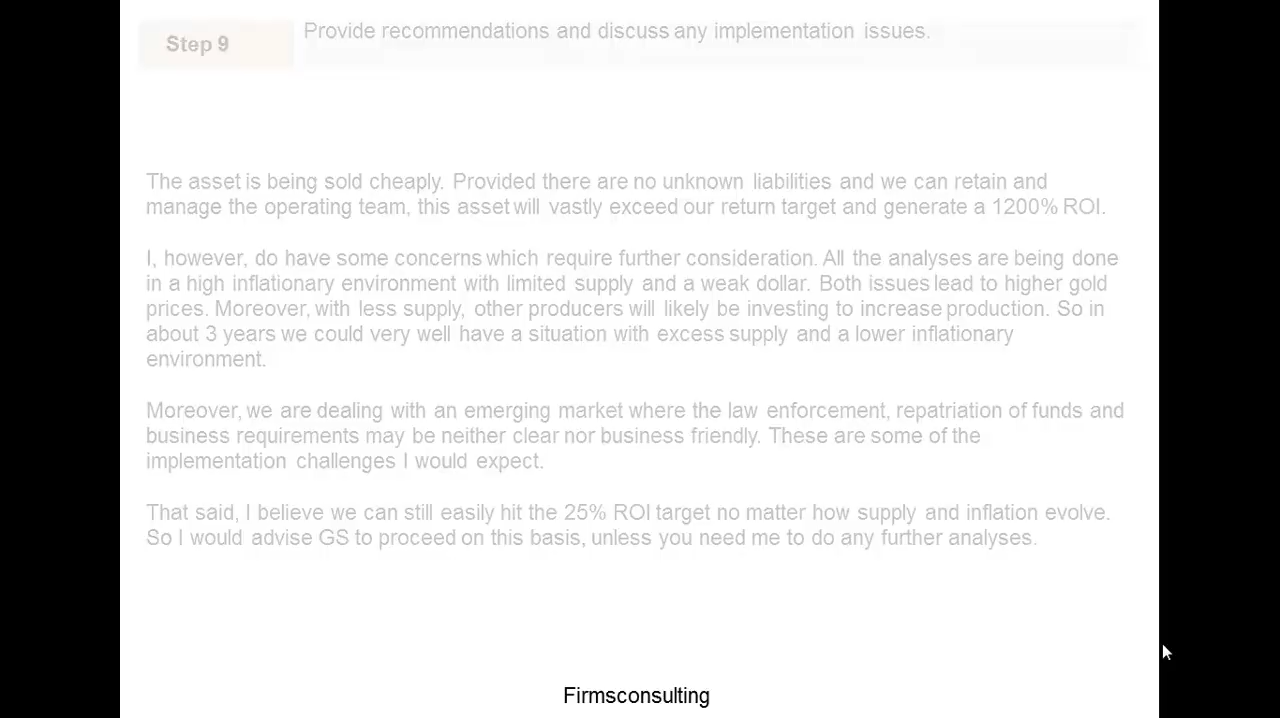 Step 9
Provide recommendations and discuss any implementation issues.
The asset is being sold cheaply. Provided there are no unknown liabilities and we can retain and
manage the operating team, this asset will vastly exceed our return target and generate a 1200% ROI.
I, however, do have some concerns which require further consideration. All the analyses are being done
in a high inflationary environment with limited supply and a weak dollar. Both issues lead to higher gold
prices. Moreover, with less supply, other producers will likely be investing to increase production. So in
about 3 years we could very well have a situation with excess supply and a lower inflationary
environment.
Moreover, we are dealing with an emerging market where the law enforcement, repatriation of funds and
business requirements may be neither clear nor business friendly. These are some of the
implementation challenges I would expect.
That said, I believe we can still easily hit the 25% ROI target no matter how supply and inflation evolve.
So I would advise GS to proceed on this basis, unless you need me to do any further analyses.
Firmsconsulting